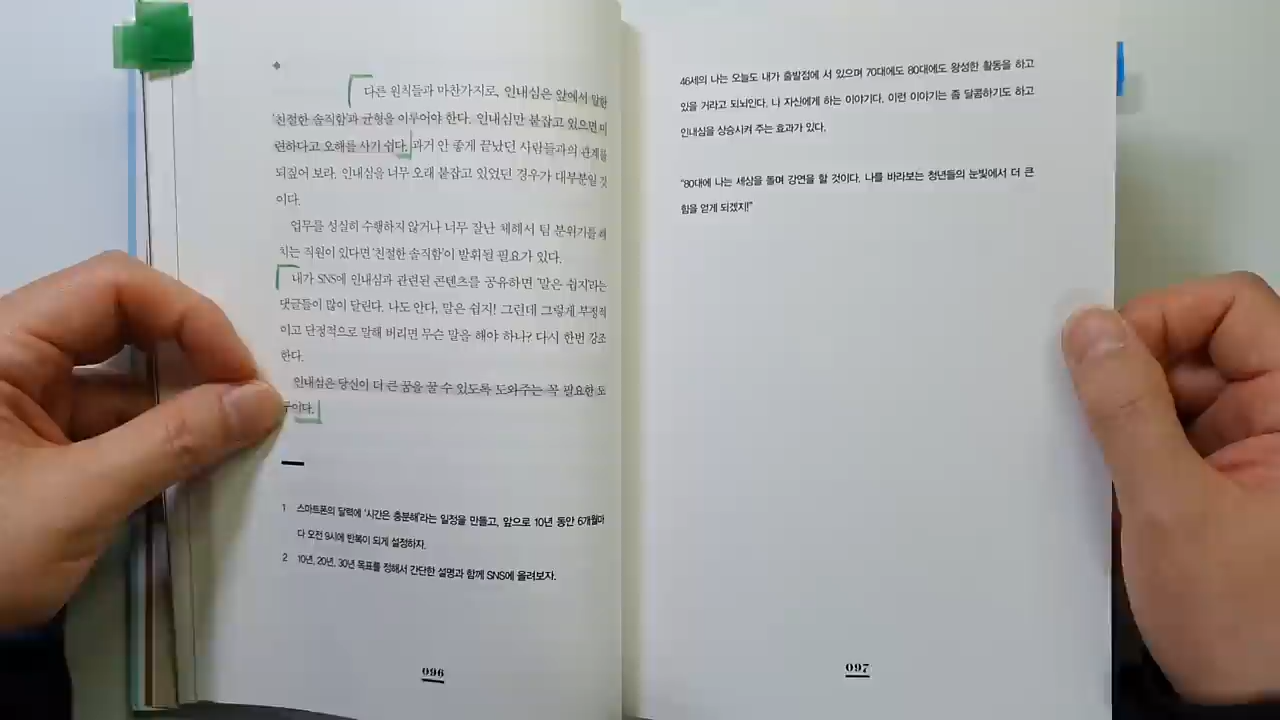 다른 원칙들과 마찬가지로, 인내심은 앞에서 말한
'친절한 솔직함'과 균형을 이루어야 한다. 인내심만 붙잡고 있으면 미
련하다고 오해를 사기 쉽다. 과거 안 좋게 끝났던 사람들과의 관계를
되짚어 보라. 인내심을 너무 오래 붙잡고 있었던 경우가 대부분일 것
이다.
업무를 성실히 수행하지 않거나 너무 잘난 체해서 팀 분위기를 해
치는 직원이 있다면 '친절한 솔직함'이 발휘될 필요가 있다.
내가 SNS에 인내심과 관련된 콘텐츠를 공유하면 '말은 쉽지'라는
댓글들이 많이 달린다. 나도 안다, 말은 쉽지! 그런데 그렇게 부정적
이고 단정적으로 말해 버리면 무슨 말을 해야 하나? 다시 한번 강조
한다.
인내심은 당신이 더 큰 꿈을 꿀 수 있도록 도와주는 꼭 필요한 도
구이다.
1 스마트폰의 달력에 '시간은 충분해'라는 일정을 만들고, 앞으로 10년 동안 6개월마
다 오전 9시에 반복이 되게 설정하자.
2 10년, 20년, 30년 목표를 정해서 간단한 설명과 함께 SNS에 올려보자.
096
46세의 나는 오늘도 내가 출발점에 서 있으며 70대에도 80대에도 왕성한 활동을 하고
있을 거라고 되뇌인다. 나 자신에게 하는 이야기다. 이런 이야기는 좀 달콤하기도 하고
인내심을 상승시켜 주는 효과가 있다.
"80대에 나는 세상을 돌며 강연을 할 것이다. 나를 바라보는 청년들의 눈빛에서 더 큰
힘을 얻게 되겠지!"
097